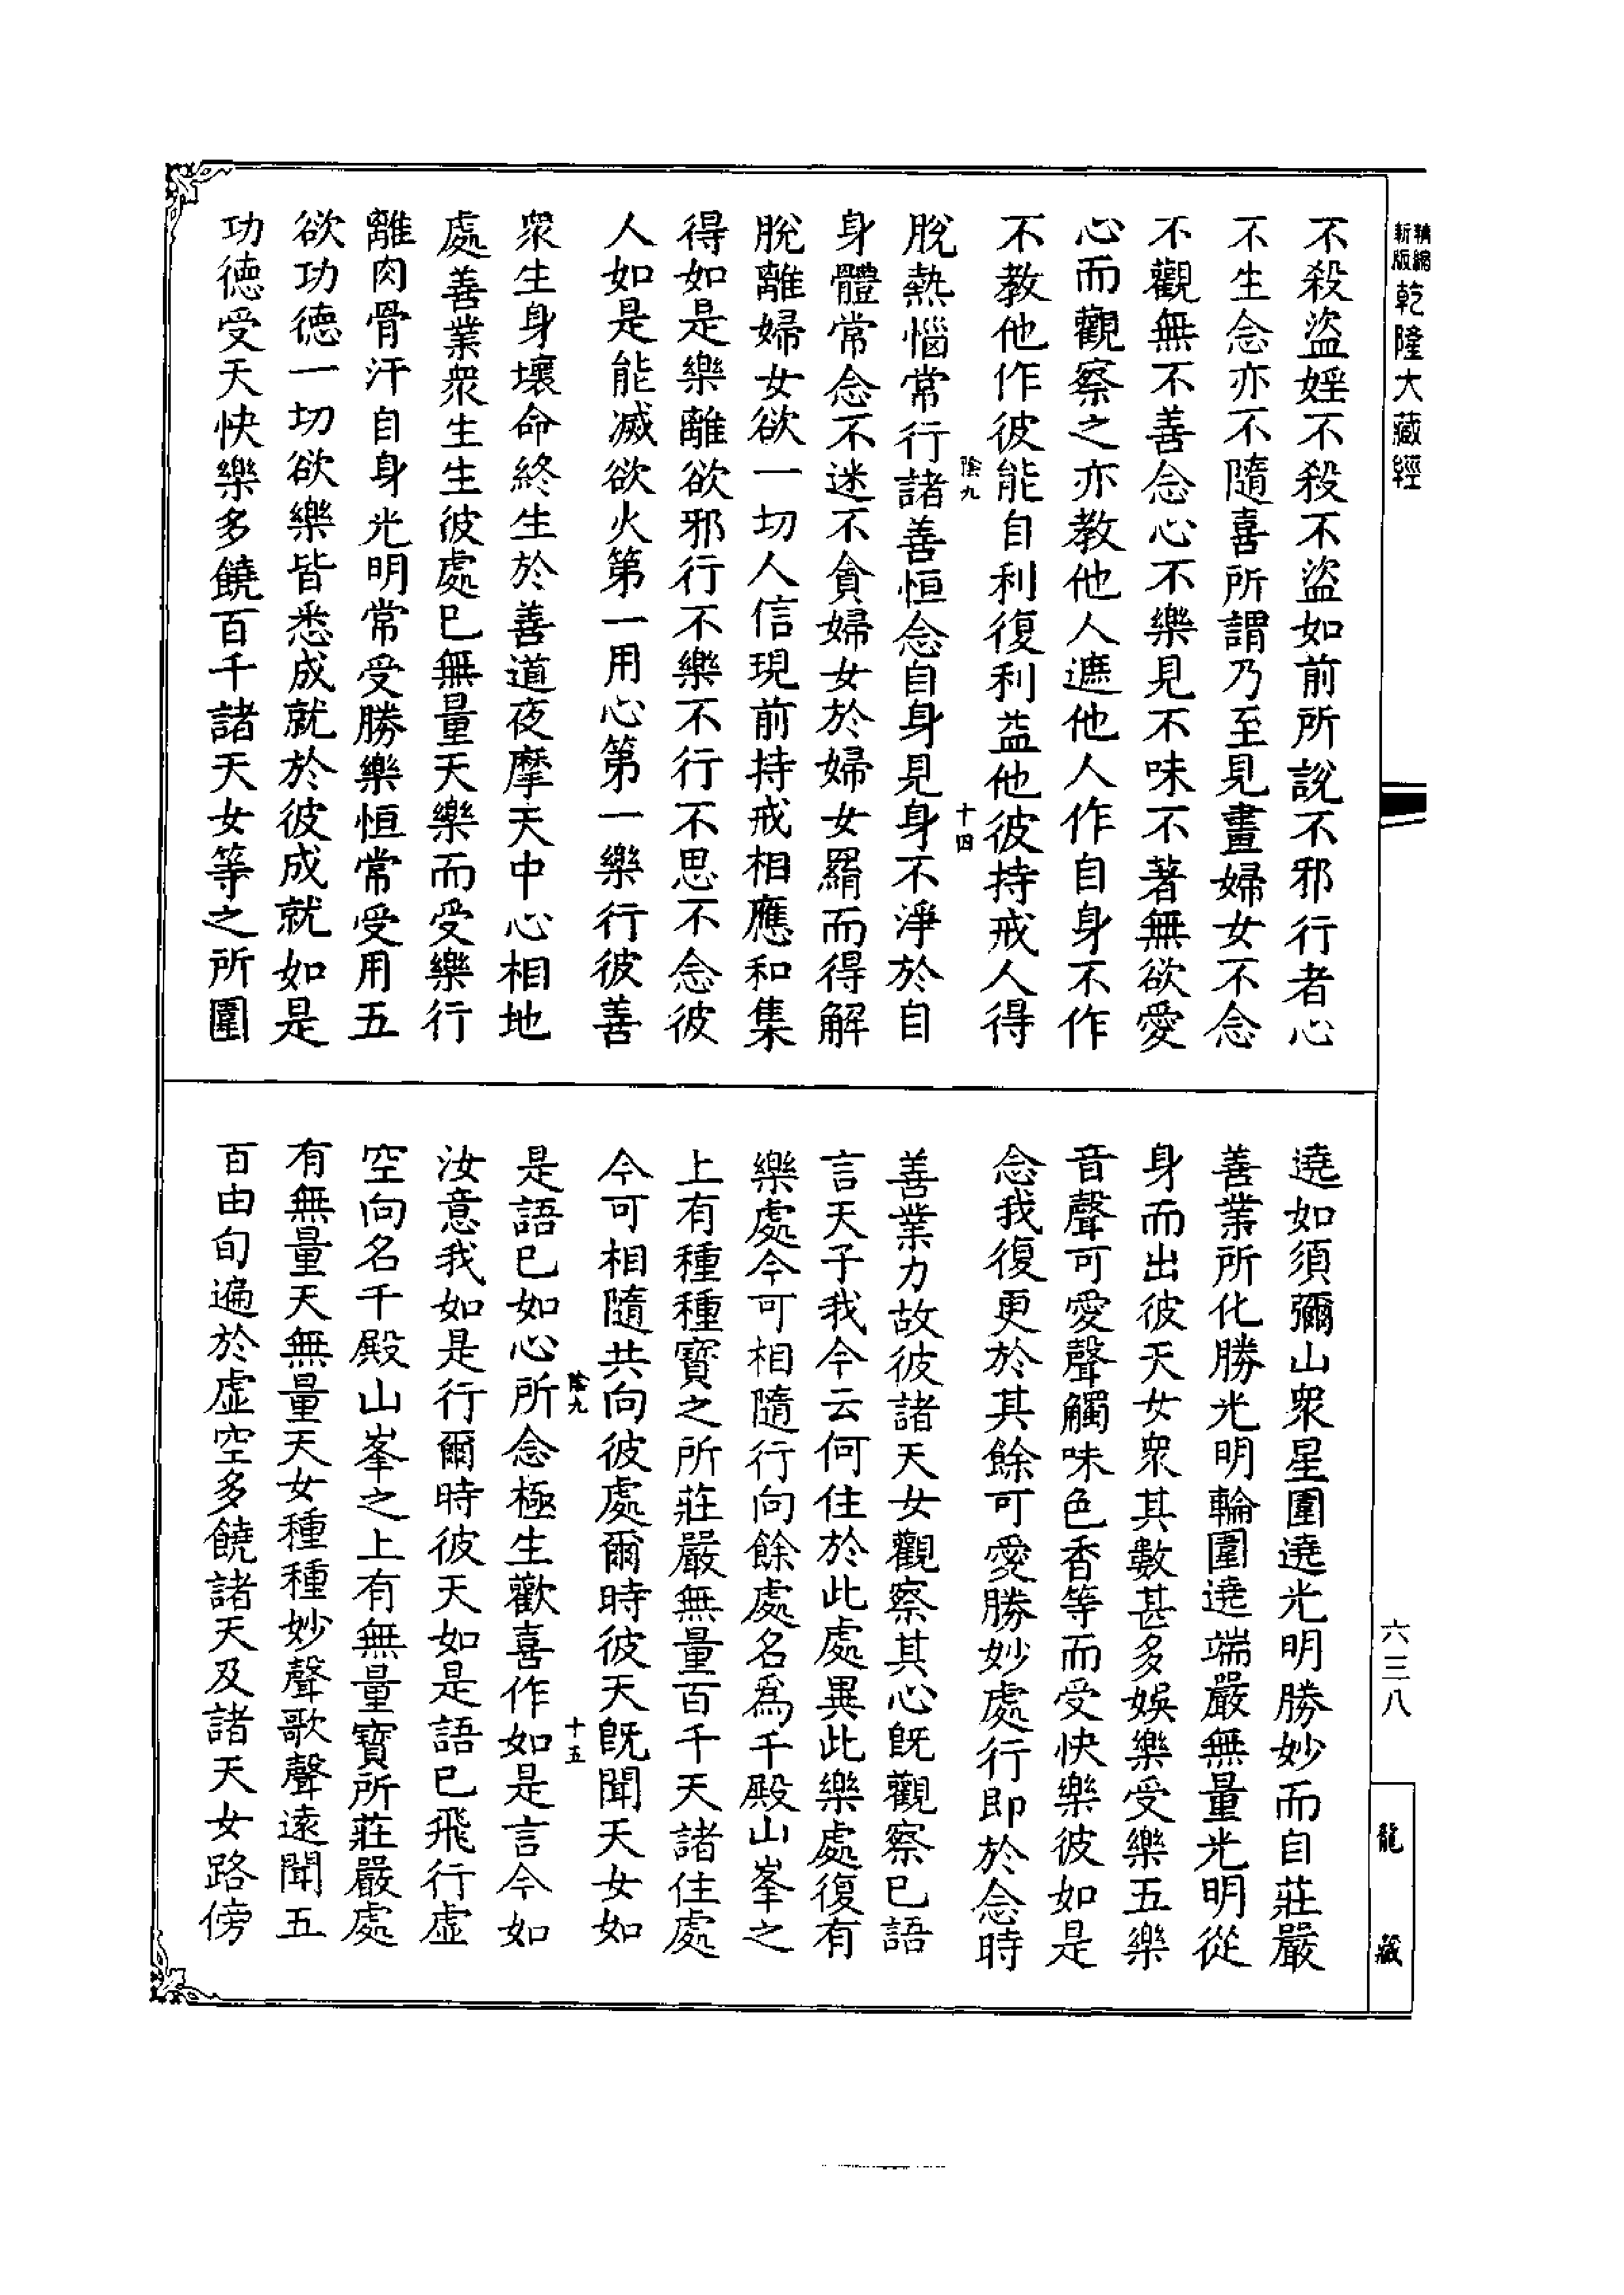 精縮
新版
乾隆大藏經
不殺盜婬不殺不盜如前所說不邪行者心
不生念亦不隨喜所謂乃至見畫婦女不念
不觀無不善念心不樂見不味不著無欲愛
心而觀察之亦教他人遮他人作自身不作
不教他作彼能自利復利益他彼持戒人得
陰九
十四
脫熱惱常行諸善恒念自身見身不淨於自
身體常念不迷不貪婦女於婦女羂而得解
脫離婦女欲一切人信現前持戒相應和集
得如是樂離欲邪行不樂不行不思不念彼
人如是能滅欲火第一用心第一樂行彼善
衆生身壞命終生於善道夜摩天中心相地
處善業衆生生彼處已無量天樂而受樂行
離肉骨汗自身光明常受勝樂恒常受用五
欲功德一切欲樂皆悉成就於彼成就如是
功德受天快樂多饒百千諸天女等之所圍
遶如須彌山衆星圍遶光明勝妙而自莊嚴
善業所化勝光明輪圍遶端嚴無量光明從
身而出彼天女衆其數甚多娛樂受樂五樂
音聲可愛聲觸味色香等而受快樂彼如是
念我復更於其餘可愛勝妙處行即於念時
善業力故彼諸天女觀察其心旣觀察已語
言天子我今云何住於此處異此樂處復有
樂處今可相隨行向餘處名爲千殿山峯之
上有種種寶之所莊嚴無量百千天諸住處
今可相隨共向彼處爾時彼天旣聞天女如
陰九
十五
是語已如心所念極生歡喜作如是言今如
汝意我如是行爾時彼天如是語已飛行虛
空向名千殿山峯之上有無量寶所莊嚴處
有無量天無量天女種種妙聲歌聲遠聞五
百由旬遍於虛空多饒諸天及諸天女路傍
六三八
龍藏